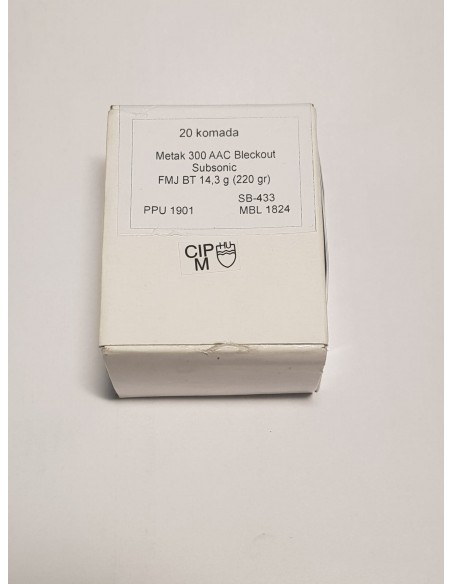 20 komada
Metak 300 AAC Bleckout
Subsonic
FMJ BT 14,3 g (220 gr)
SB-433
PPU 1901 MBL 1824
CIP HU
M